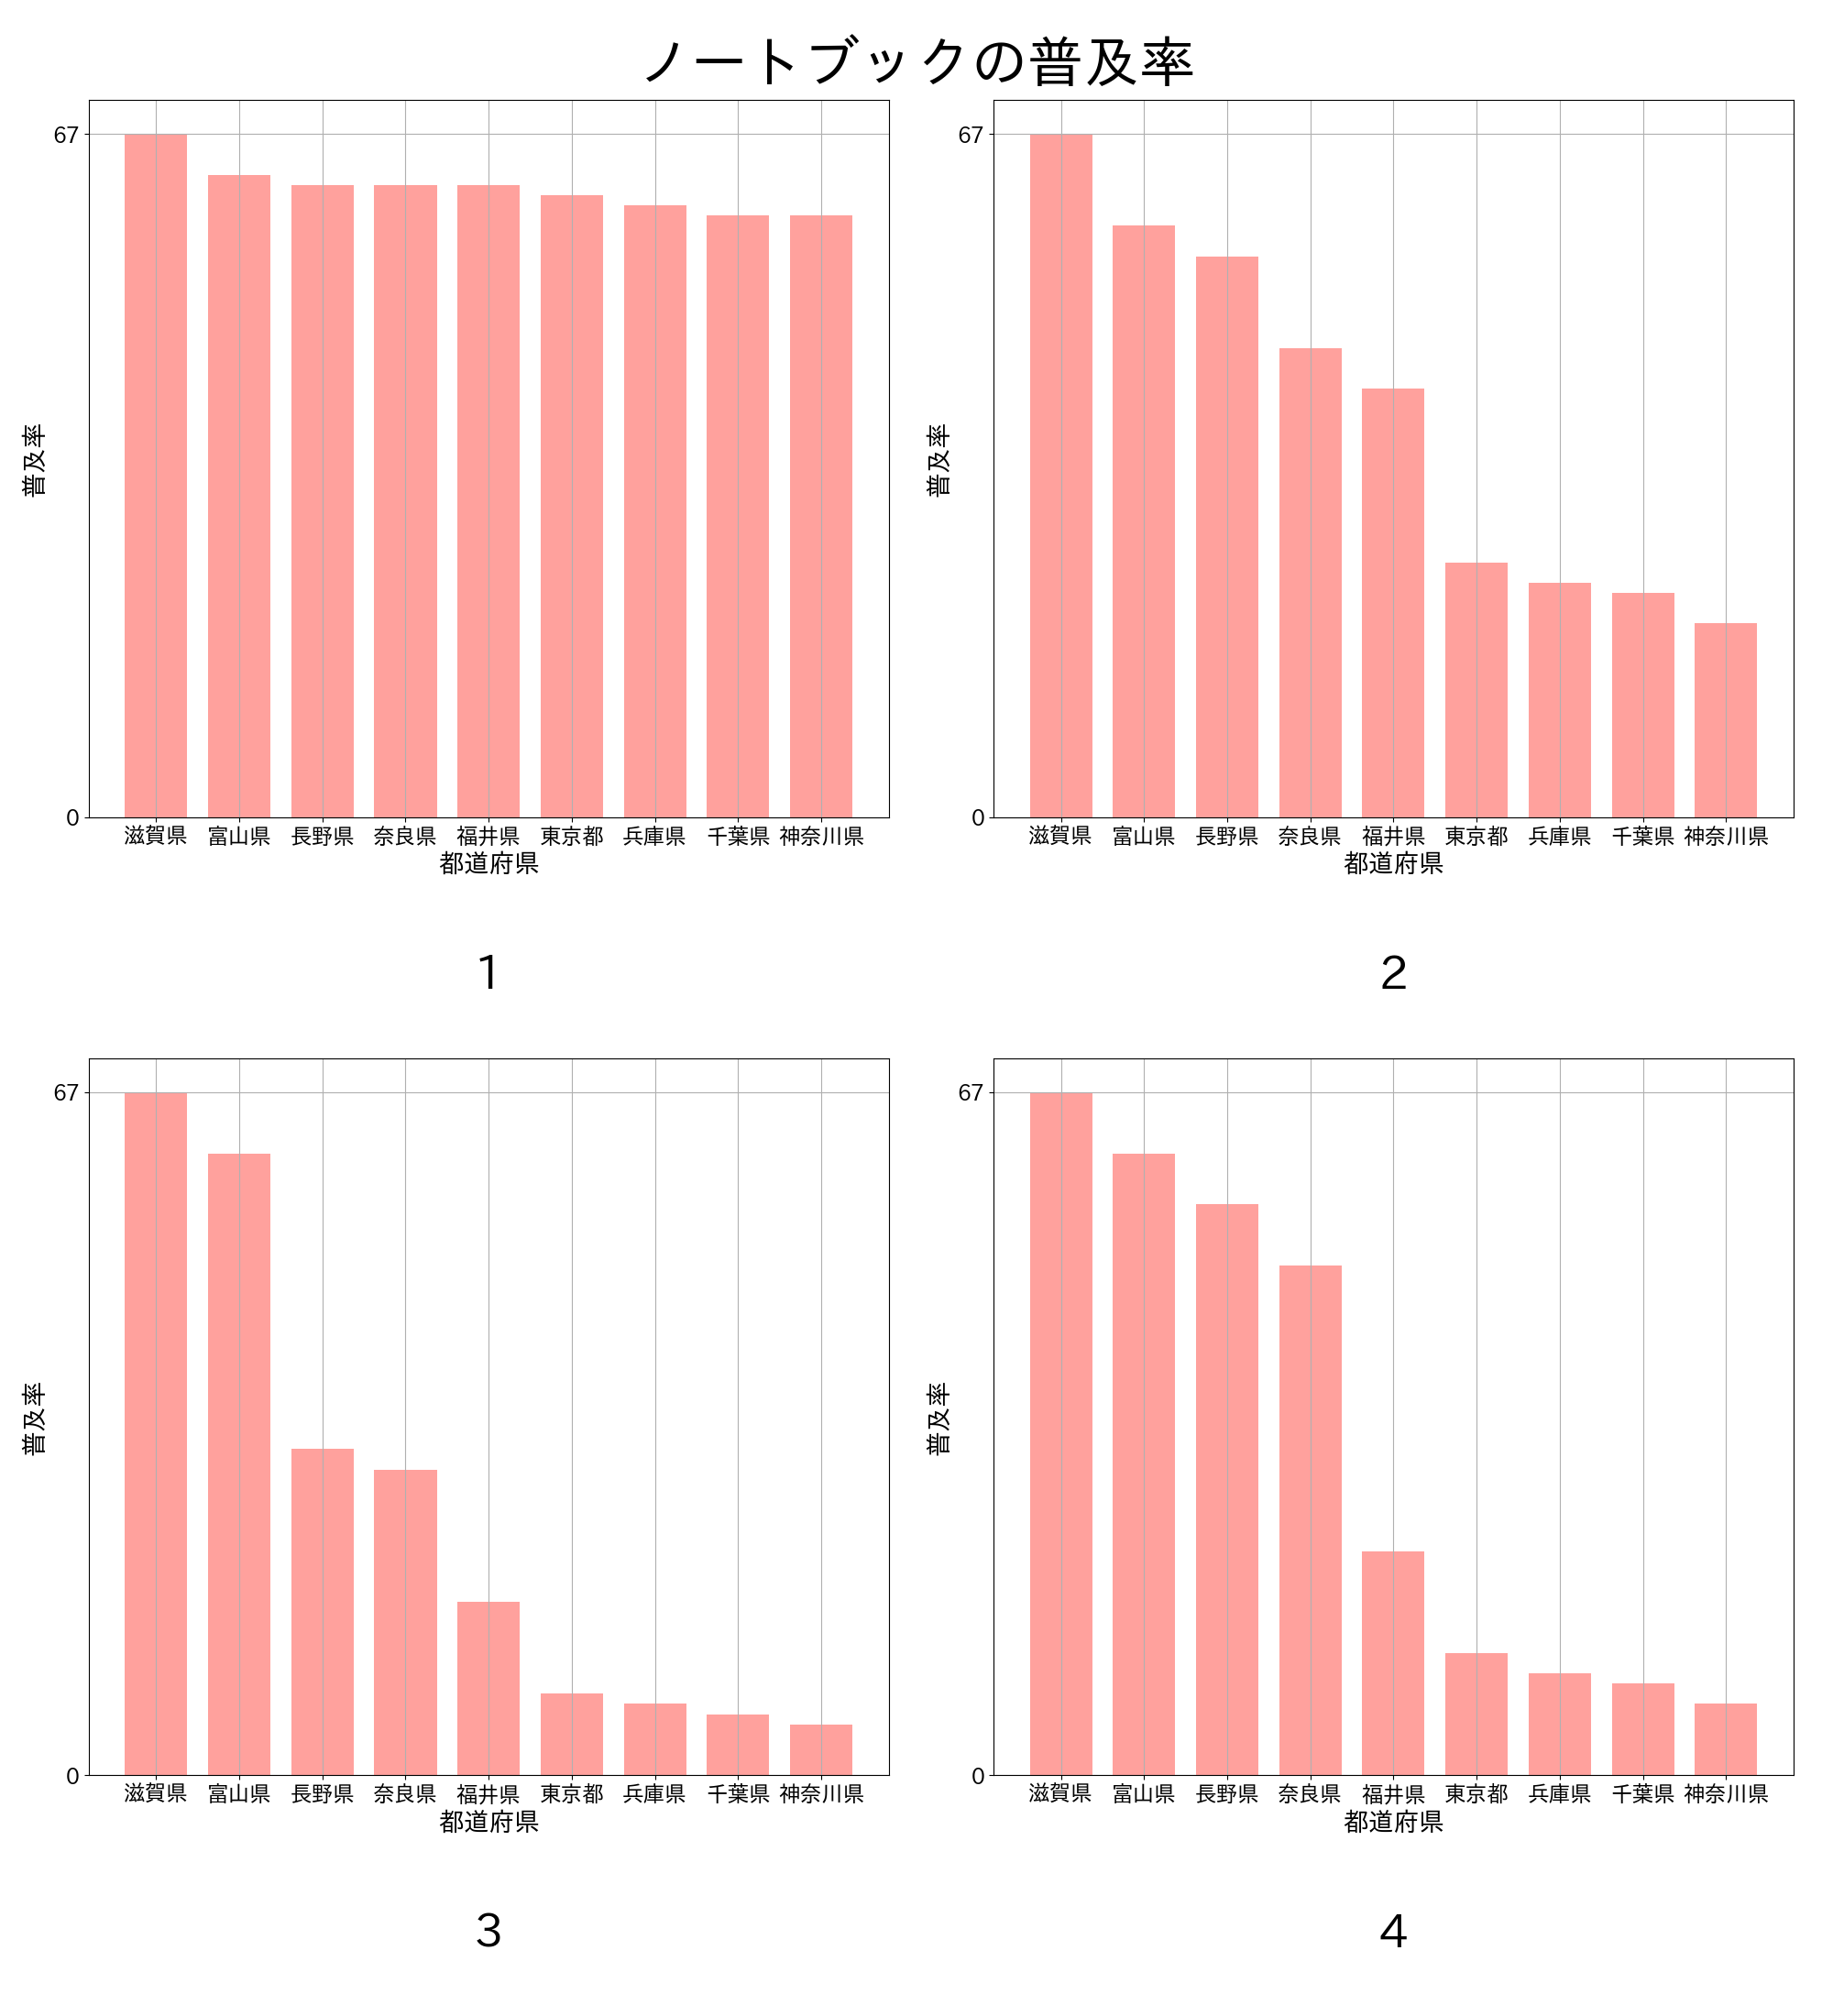 ノートブックの普及率
67
普及率
0
滋賀県 富山県 長野県 奈良県 福井県 東京都 兵庫県 千葉県 神奈川県
都道府県
1
67
普及率
0
滋賀県 富山県 長野県 奈良県 福井県 東京都 兵庫県 千葉県 神奈川県
都道府県
2
67
普及率
0
滋賀県 富山県 長野県 奈良県 福井県 東京都 兵庫県 千葉県 神奈川県
都道府県
3
67
普及率
0
滋賀県 富山県 長野県 奈良県 福井県 東京都 兵庫県 千葉県 神奈川県
都道府県
4